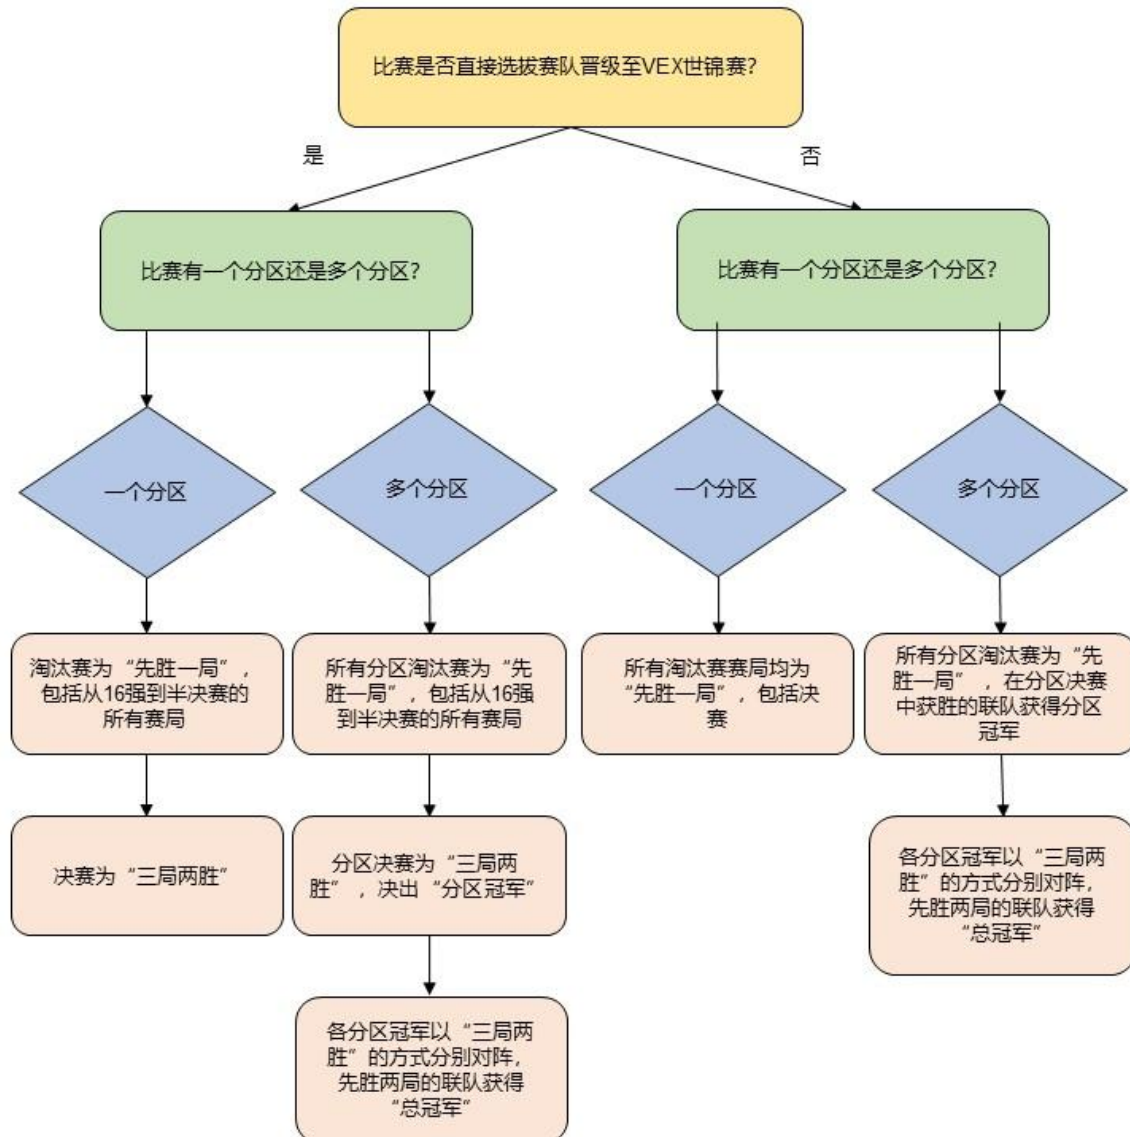 比赛是否直接选拔赛队晋级至VEX世锦赛？
是
否
比赛有一个分区还是多个分区？
比赛有一个分区还是多个分区？
一个分区
多个分区
一个分区
多个分区
淘汰赛为“先胜一局”，
包括从16强到半决赛的
所有赛局
所有分区淘汰赛为“先
胜一局”，包括从16强
到半决赛的所有赛局
所有淘汰赛赛局均为
“先胜一局”，包括决
赛
所有分区淘汰赛为“先
胜一局”，在分区决赛
中获胜的联队获得分区
冠军
决赛为“三局两胜”
分区决赛为“三局两
胜”，决出“分区冠军”
各分区冠军以“三局两
胜”的方式分别对阵，
先胜两局的联队获得
“总冠军”
各分区冠军以“三局两
胜”的方式分别对阵，
先胜两局的联队获得
“总冠军”